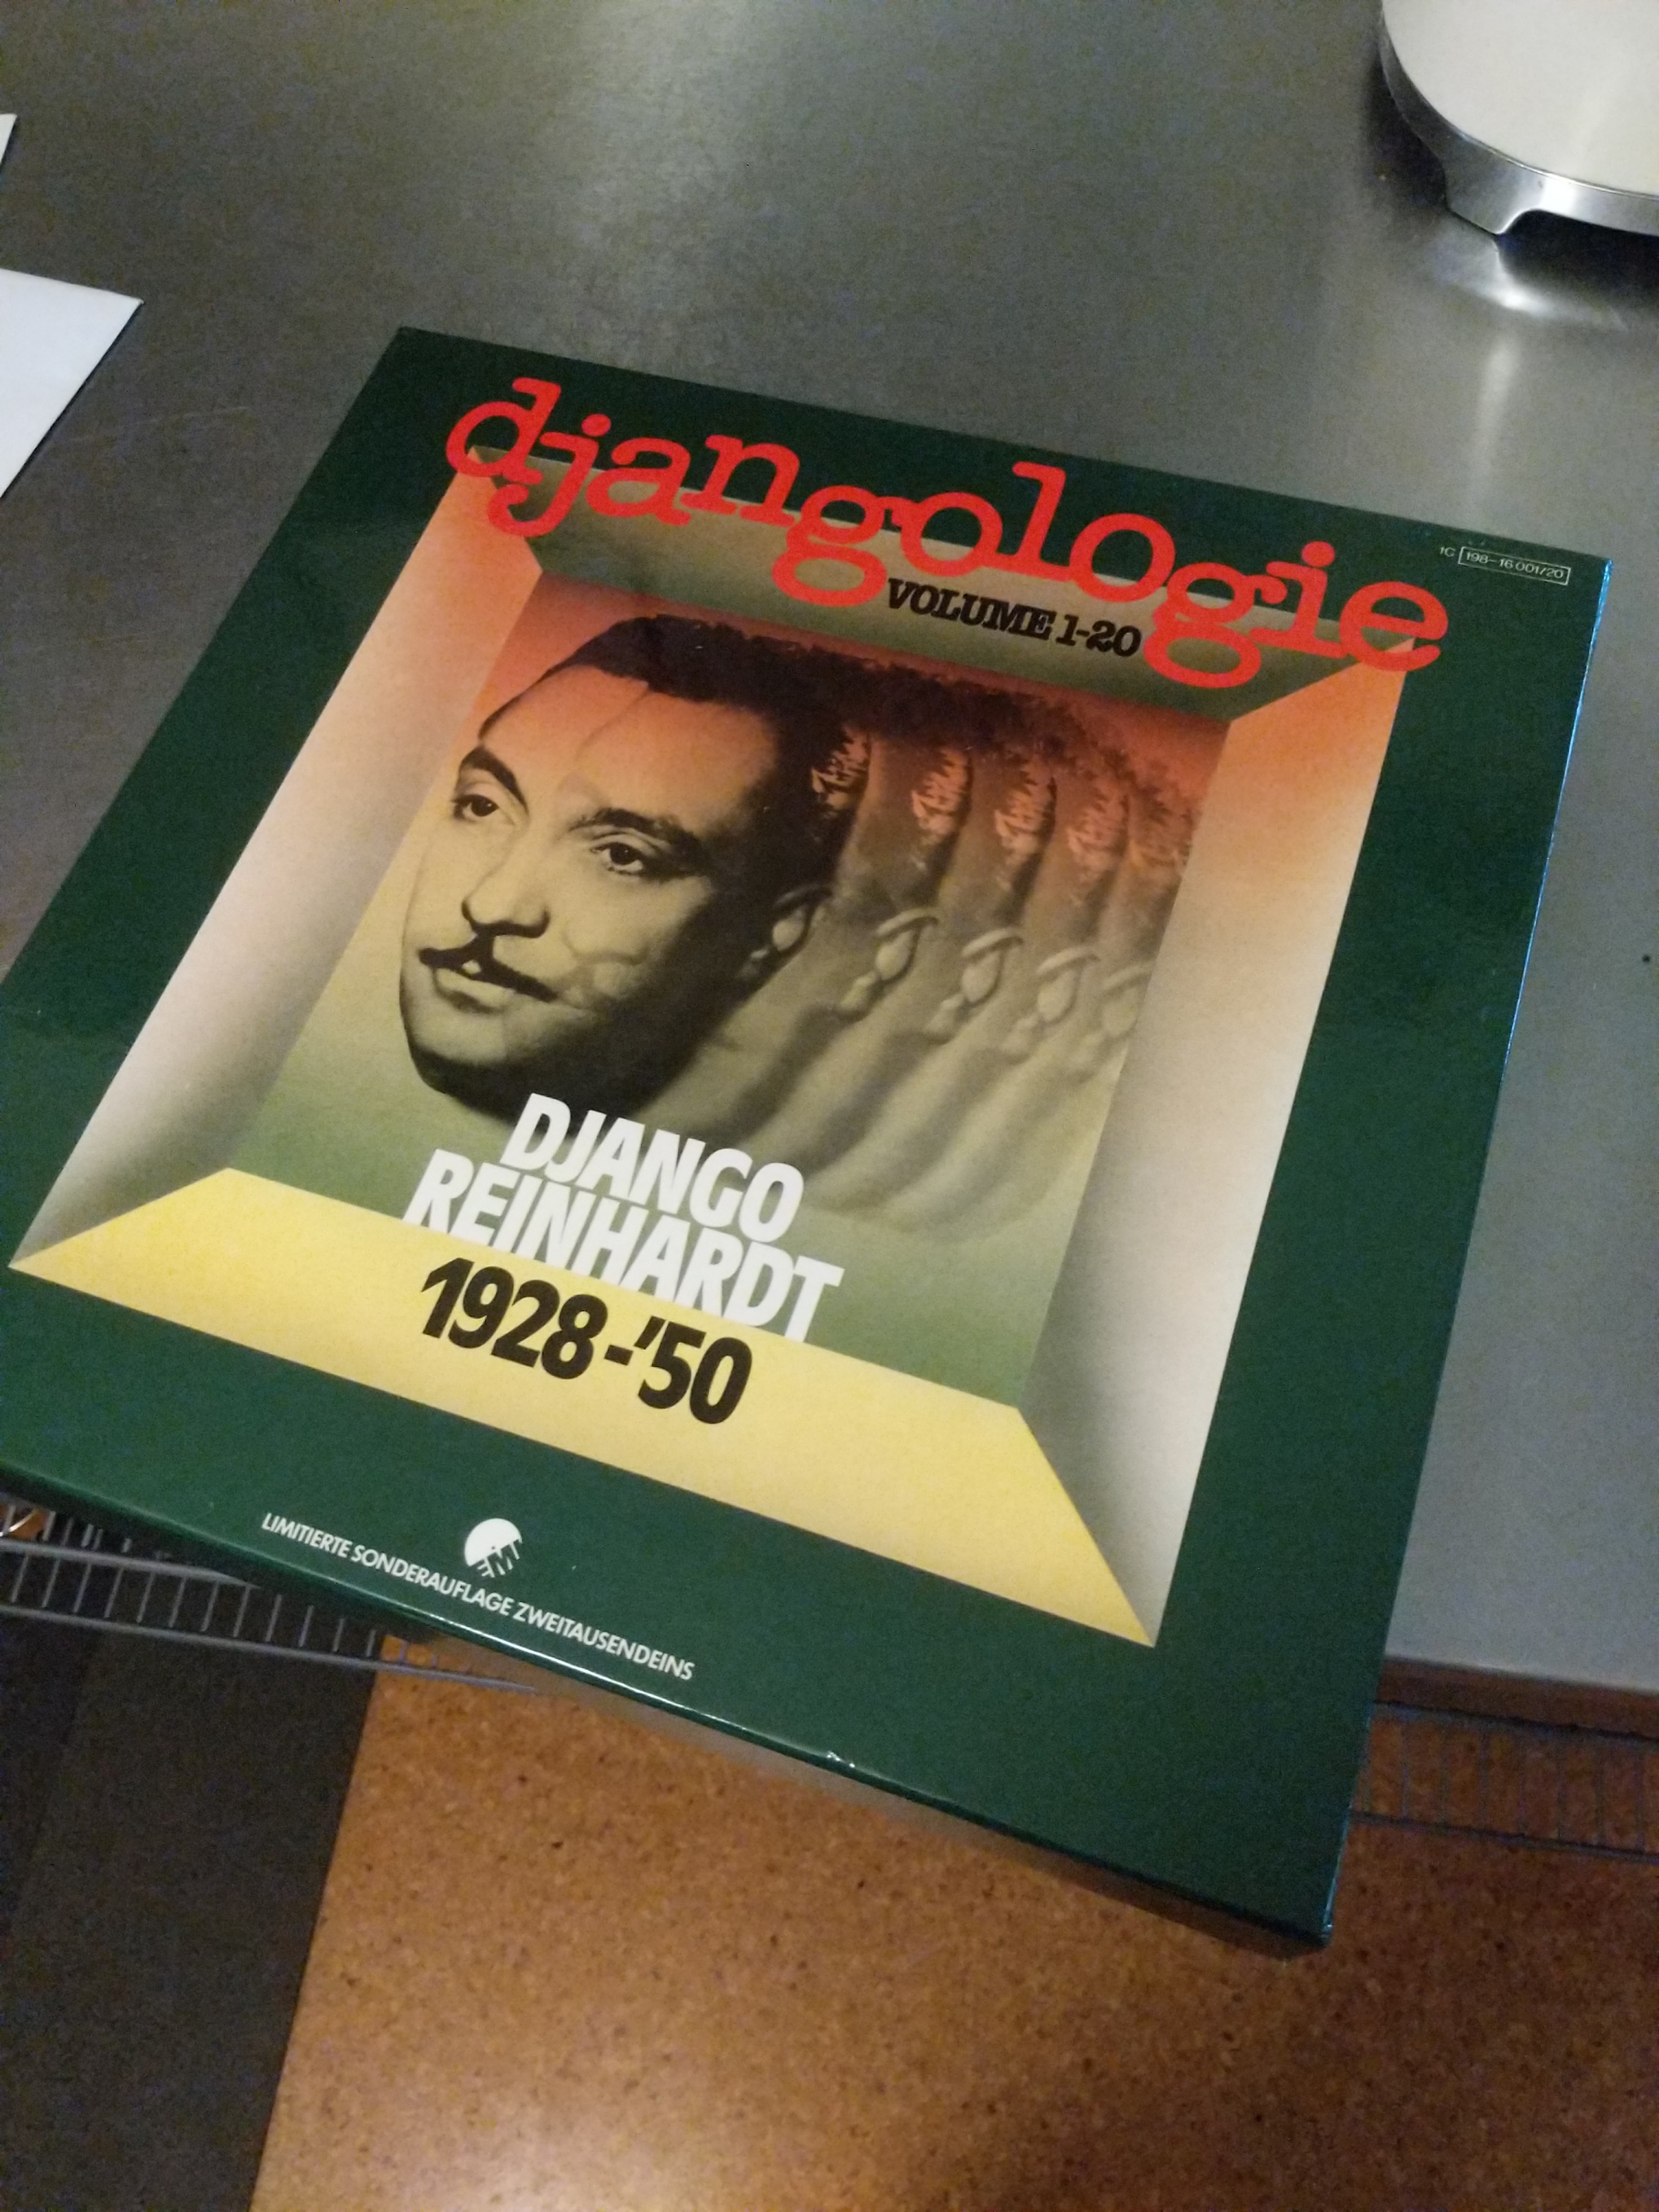 djangologie
1C 198-16 001/20
VOLUME 1-20
DJANGO
REINHARDT
1928-'50
EMI
LIMITIERTE SONDERAUFLAGE ZWEITAUSENDEINS